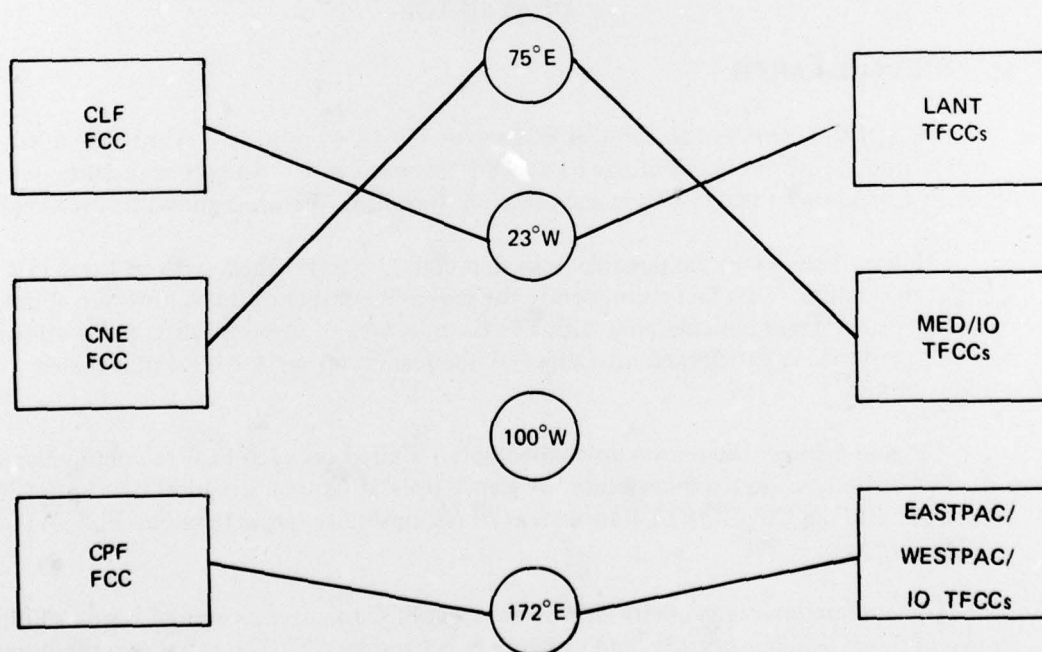 75°E
CLF
FCC
LANT
TFCCs
23°W
CNE
FCC
MED/IO
TFCCs
100°W
CPF
FCC
EASTPAC/
WESTPAC/
IO TFCCs
172°E